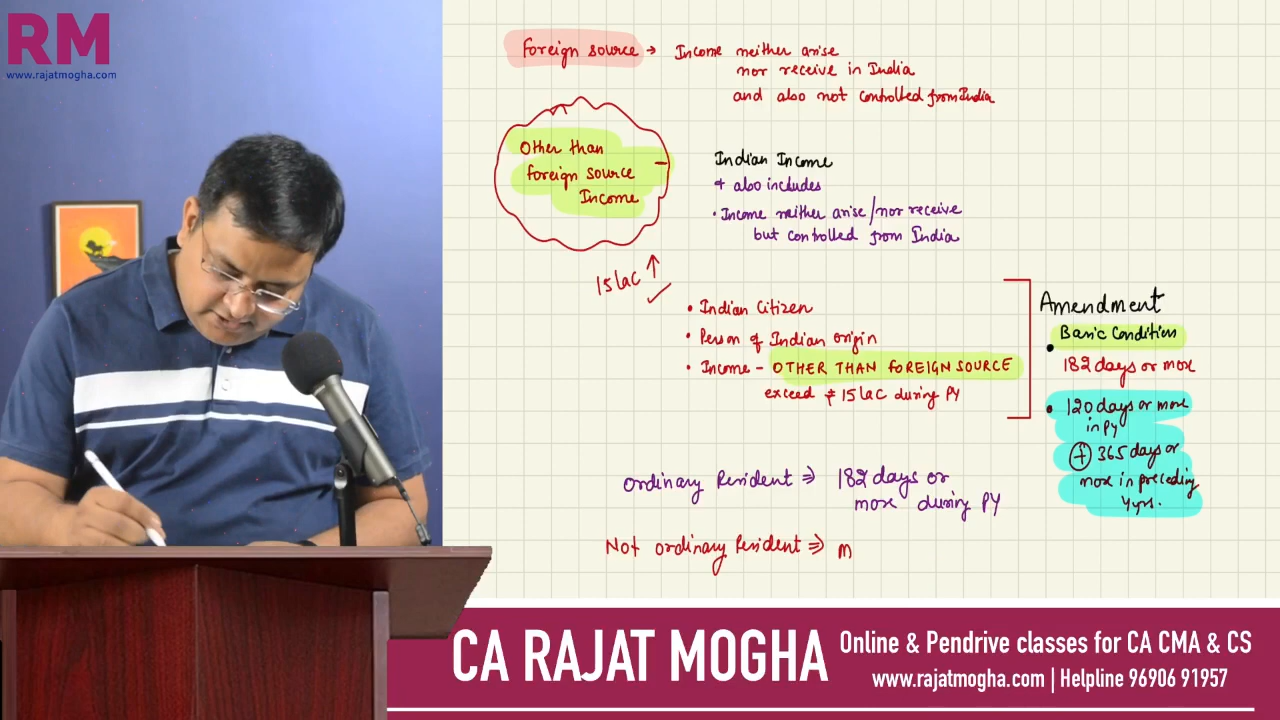 RM
www.rajatmogha.com
Foreign source → Income neither arise
nor receive in India
and also not controlled from India
Other than
foreign source
Income
Indian Income
+ also includes
• Income neither arise/nor receive
but controlled from India
15 lac ↑
✓
• Indian Citizen
• Person of Indian origin
• Income - OTHER THAN FOREIGN SOURCE
exceed ₹ 15 lac during PY
Amendment
Basic Condition
• 182 days or more
• 120 days or more
in PY
+ 365 days or
more in preceding
4 yrs.
Ordinary Resident ⇒ 182 days or
more during PY
Not ordinary Resident ⇒ m
CA RAJAT MOGHA
Online & Pendrive classes for CA CMA & CS
www.rajatmogha.com | Helpline 96906 91957